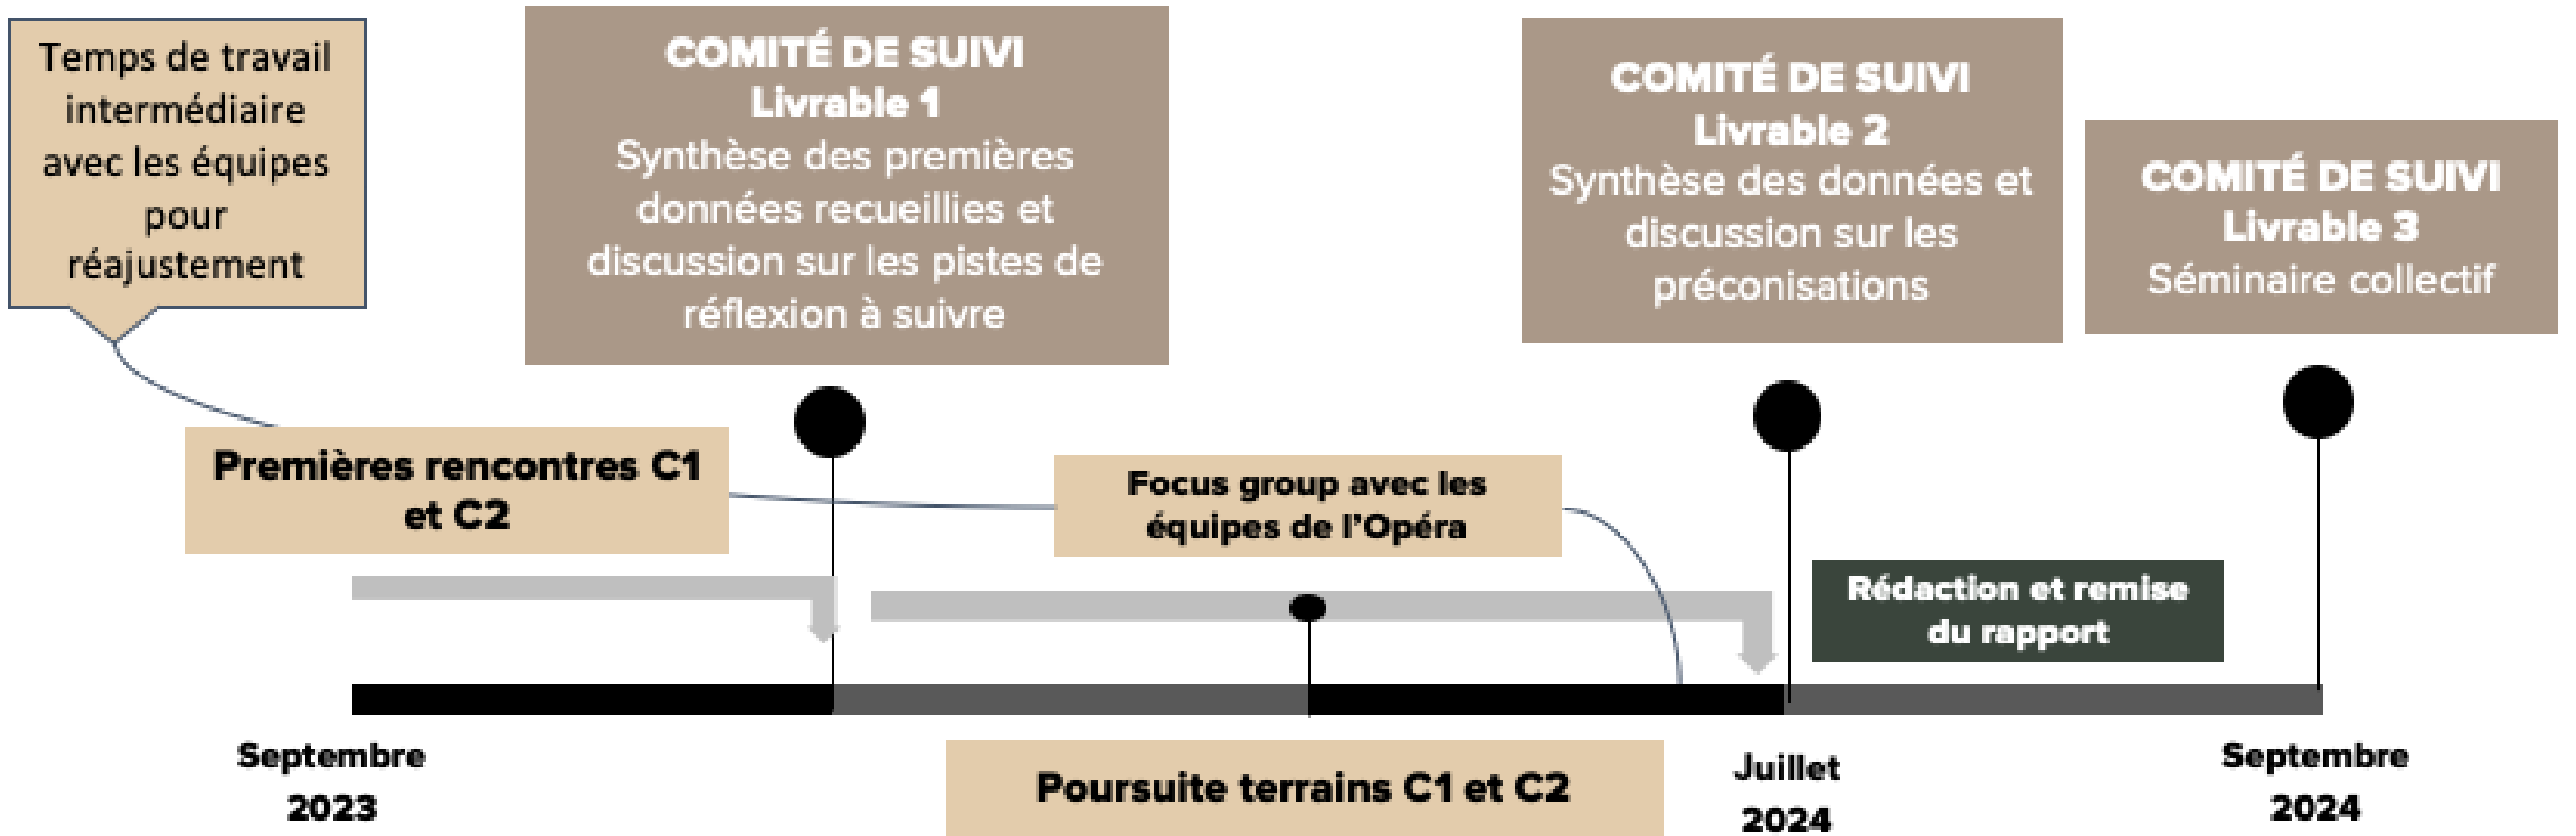 Temps de travail
intermédiaire
avec les équipes
pour
réajustement
COMITÉ DE SUIVI
Livrable 1
Synthèse des premières
données recueillies et
discussion sur les pistes de
réflexion à suivre
COMITÉ DE SUIVI
Livrable 2
Synthèse des données et
discussion sur les
préconisations
COMITÉ DE SUIVI
Livrable 3
Séminaire collectif
Premières rencontres C1
et C2
Focus group avec les
équipes de l'Opéra
Rédaction et remise
du rapport
Septembre
2023
Poursuite terrains C1 et C2
Juillet
2024
Septembre
2024